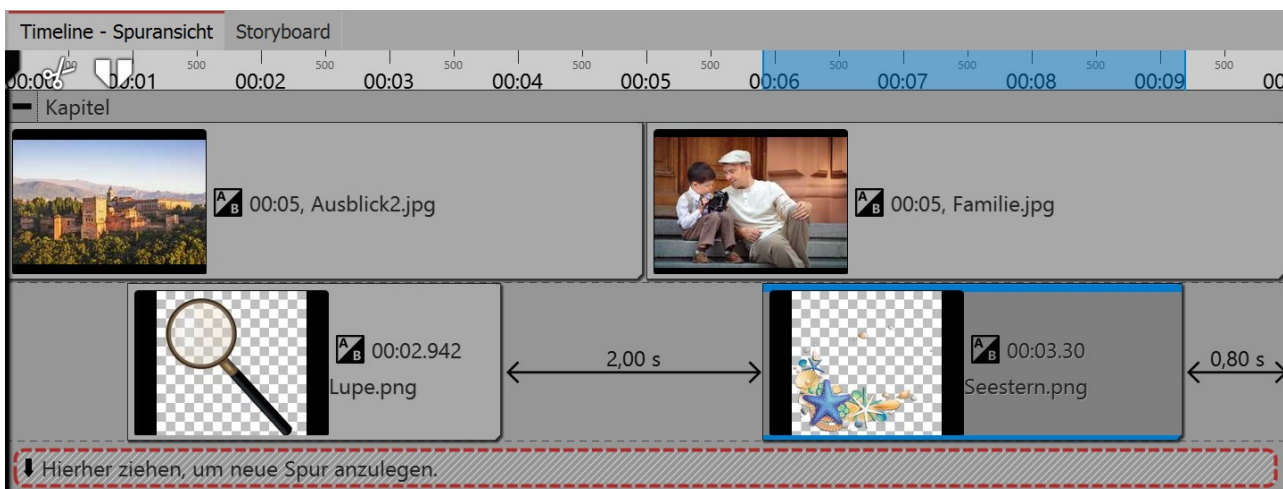 Timeline - Spuransicht Storyboard
500 500 500 500 500 500 500 500 500
00:01 00:02 00:03 00:04 00:05 00:06 00:07 00:08 00:09
Kapitel
A B 00:05, Ausblick2.jpg A B 00:05, Familie.jpg
A B 00:02.942
Lupe.png
2,00 s
A B 00:03.30
Seestern.png
0,80 s
Hierher ziehen, um neue Spur anzulegen.